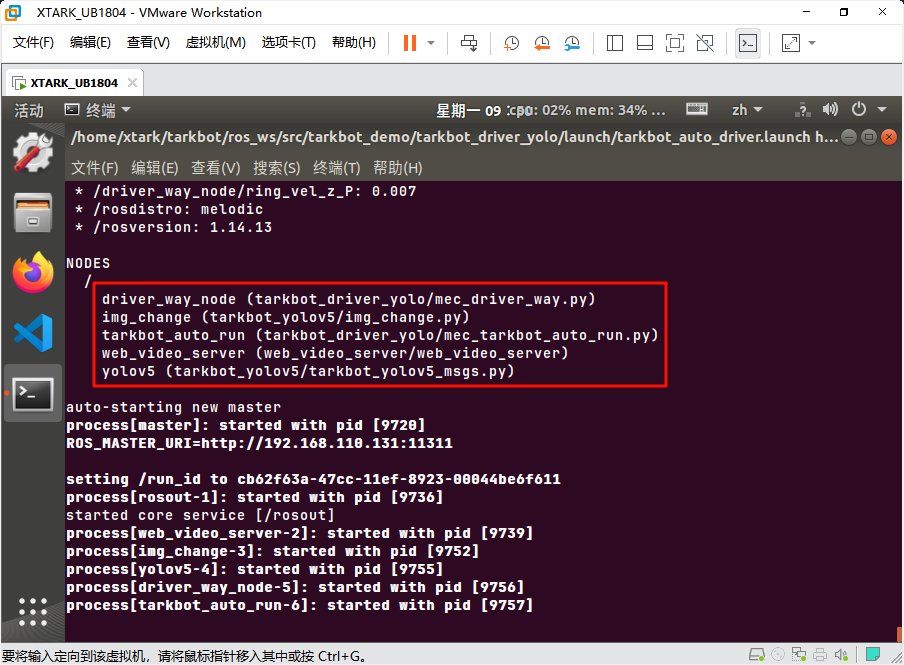 XTARK_UB1804 - VMware Workstation
文件(F) 编辑(E) 查看(V) 虚拟机(M) 选项卡(T) 帮助(H)
XTARK_UB1804
活动 终端 星期一 09 cpu: 02% mem: 34% ... zh
/home/xtark/tarkbot/ros_ws/src/tarkbot_demo/tarkbot_driver_yolo/launch/tarkbot_auto_driver.launch h...
文件(F) 编辑(E) 查看(V) 搜索(S) 终端(T) 帮助(H)
* /driver_way_node/ring_vel_z_P: 0.007
* /rosdistro: melodic
* /rosversion: 1.14.13
NODES
/
driver_way_node (tarkbot_driver_yolo/mec_driver_way.py)
img_change (tarkbot_yolov5/img_change.py)
tarkbot_auto_run (tarkbot_driver_yolo/mec_tarkbot_auto_run.py)
web_video_server (web_video_server/web_video_server)
yolov5 (tarkbot_yolov5/tarkbot_yolov5_msgs.py)
auto-starting new master
process[master]: started with pid [9720]
ROS_MASTER_URI=http://192.168.110.131:11311
setting /run_id to cb62f63a-47cc-11ef-8923-00044be6f611
process[rosout-1]: started with pid [9736]
started core service [/rosout]
process[web_video_server-2]: started with pid [9739]
process[img_change-3]: started with pid [9752]
process[yolov5-4]: started with pid [9755]
process[driver_way_node-5]: started with pid [9756]
process[tarkbot_auto_run-6]: started with pid [9757]
要将输入定向到该虚拟机，请将鼠标指针移入其中或按 Ctrl+G。